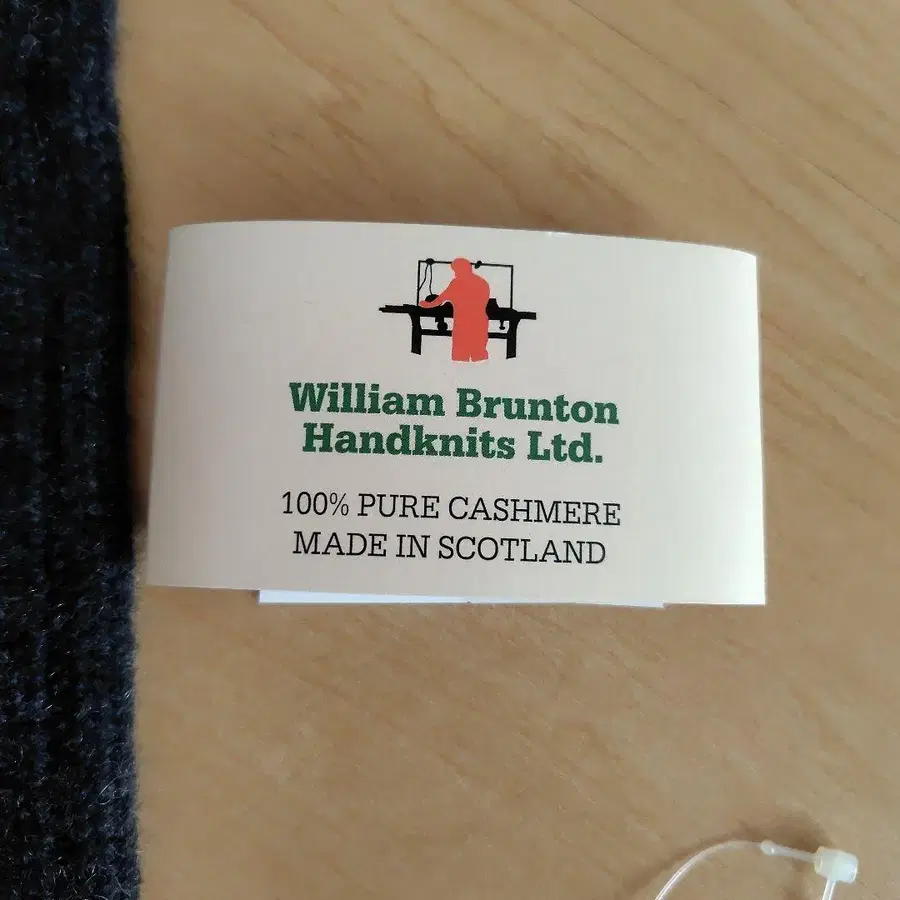 William Brunton
Handknits Ltd.
100% PURE CASHMERE
MADE IN SCOTLAND